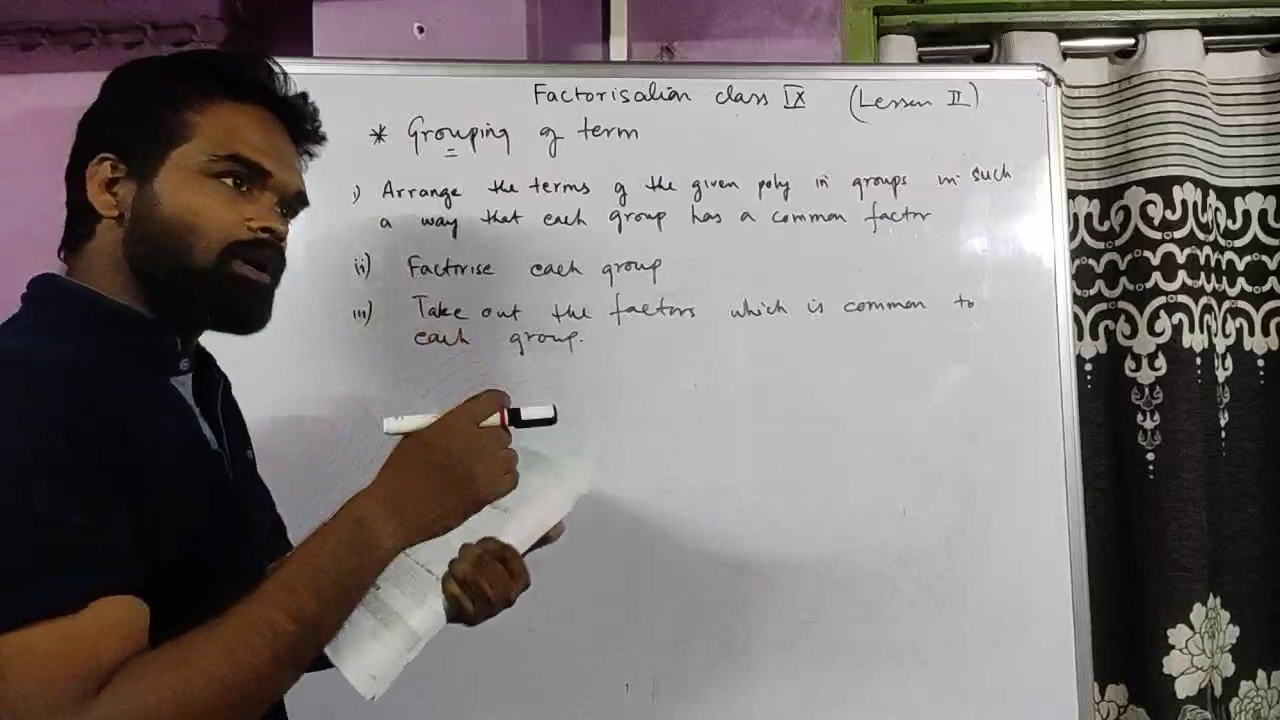 Factorisation class IX (Lesson II)
* Grouping of term
i) Arrange the terms of the given poly in groups in such
a way that each group has a common factor
ii) Factorise each group
iii) Take out the factors which is common to
each group.